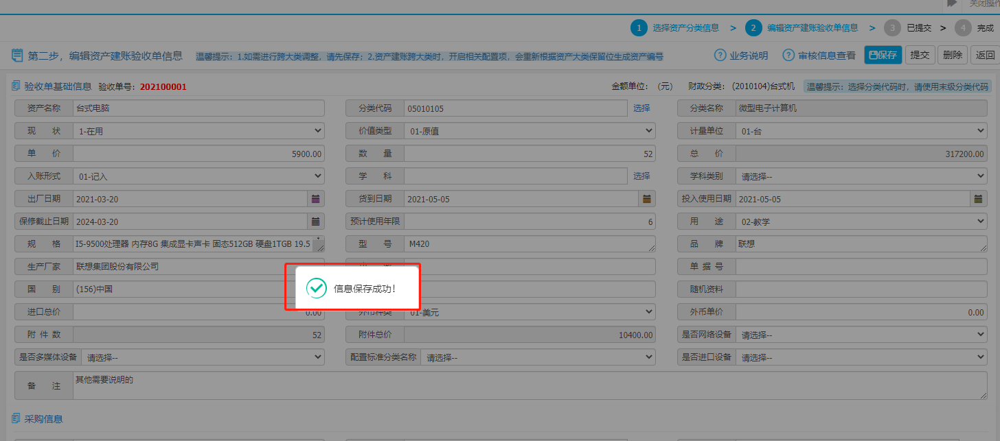 关闭操作
1 选择资产分类信息 > 2 编辑资产建账验收单信息 > 3 已提交 > 4 完成
第二步，编辑资产建账验收单信息 温馨提示：1.如需进行跨大类调整，请先保存；2.资产建账跨大类时，开启相关配置项，会重新根据资产大类保留位生成资产编号 ? 业务说明 ? 审核信息查看 保存 提交 删除 返回
验收单基础信息 验收单号：202100001 金额单位：(元) 财政分类：(2010104)台式机 温馨提示：选择分类代码时，请使用末级分类代码
资产名称 台式电脑 分类代码 05010105 选择 分类名称 微型电子计算机
现 状 1-在用 价值类型 01-原值 计量单位 01-台
单 价 5900.00 数 量 52 总 价 317200.00
入账形式 01-记入 学 科 选择 学科类别 请选择--
出厂日期 2021-03-20 货到日期 2021-05-05 投入使用日期 2021-05-05
保修截止日期 2024-03-20 预计使用年限 6 用 途 02-教学
规 格 I5-9500处理器 内存8G 集成显卡声卡 固态512GB 硬盘1TGB 19.5 型 号 M420 品 牌 联想
生产厂家 联想集团股份有限公司 单 据 号
国 别 (156)中国 信息保存成功！ 随机资料
进口总价 0.00 外币种类 01-美元 外币单价 0.00
附 件 数 52 附件总价 10400.00 是否网络设备 请选择--
是否多媒体设备 请选择-- 配置标准分类名称 请选择-- 是否进口设备 请选择--
备 注 其他需要说明的
采购信息